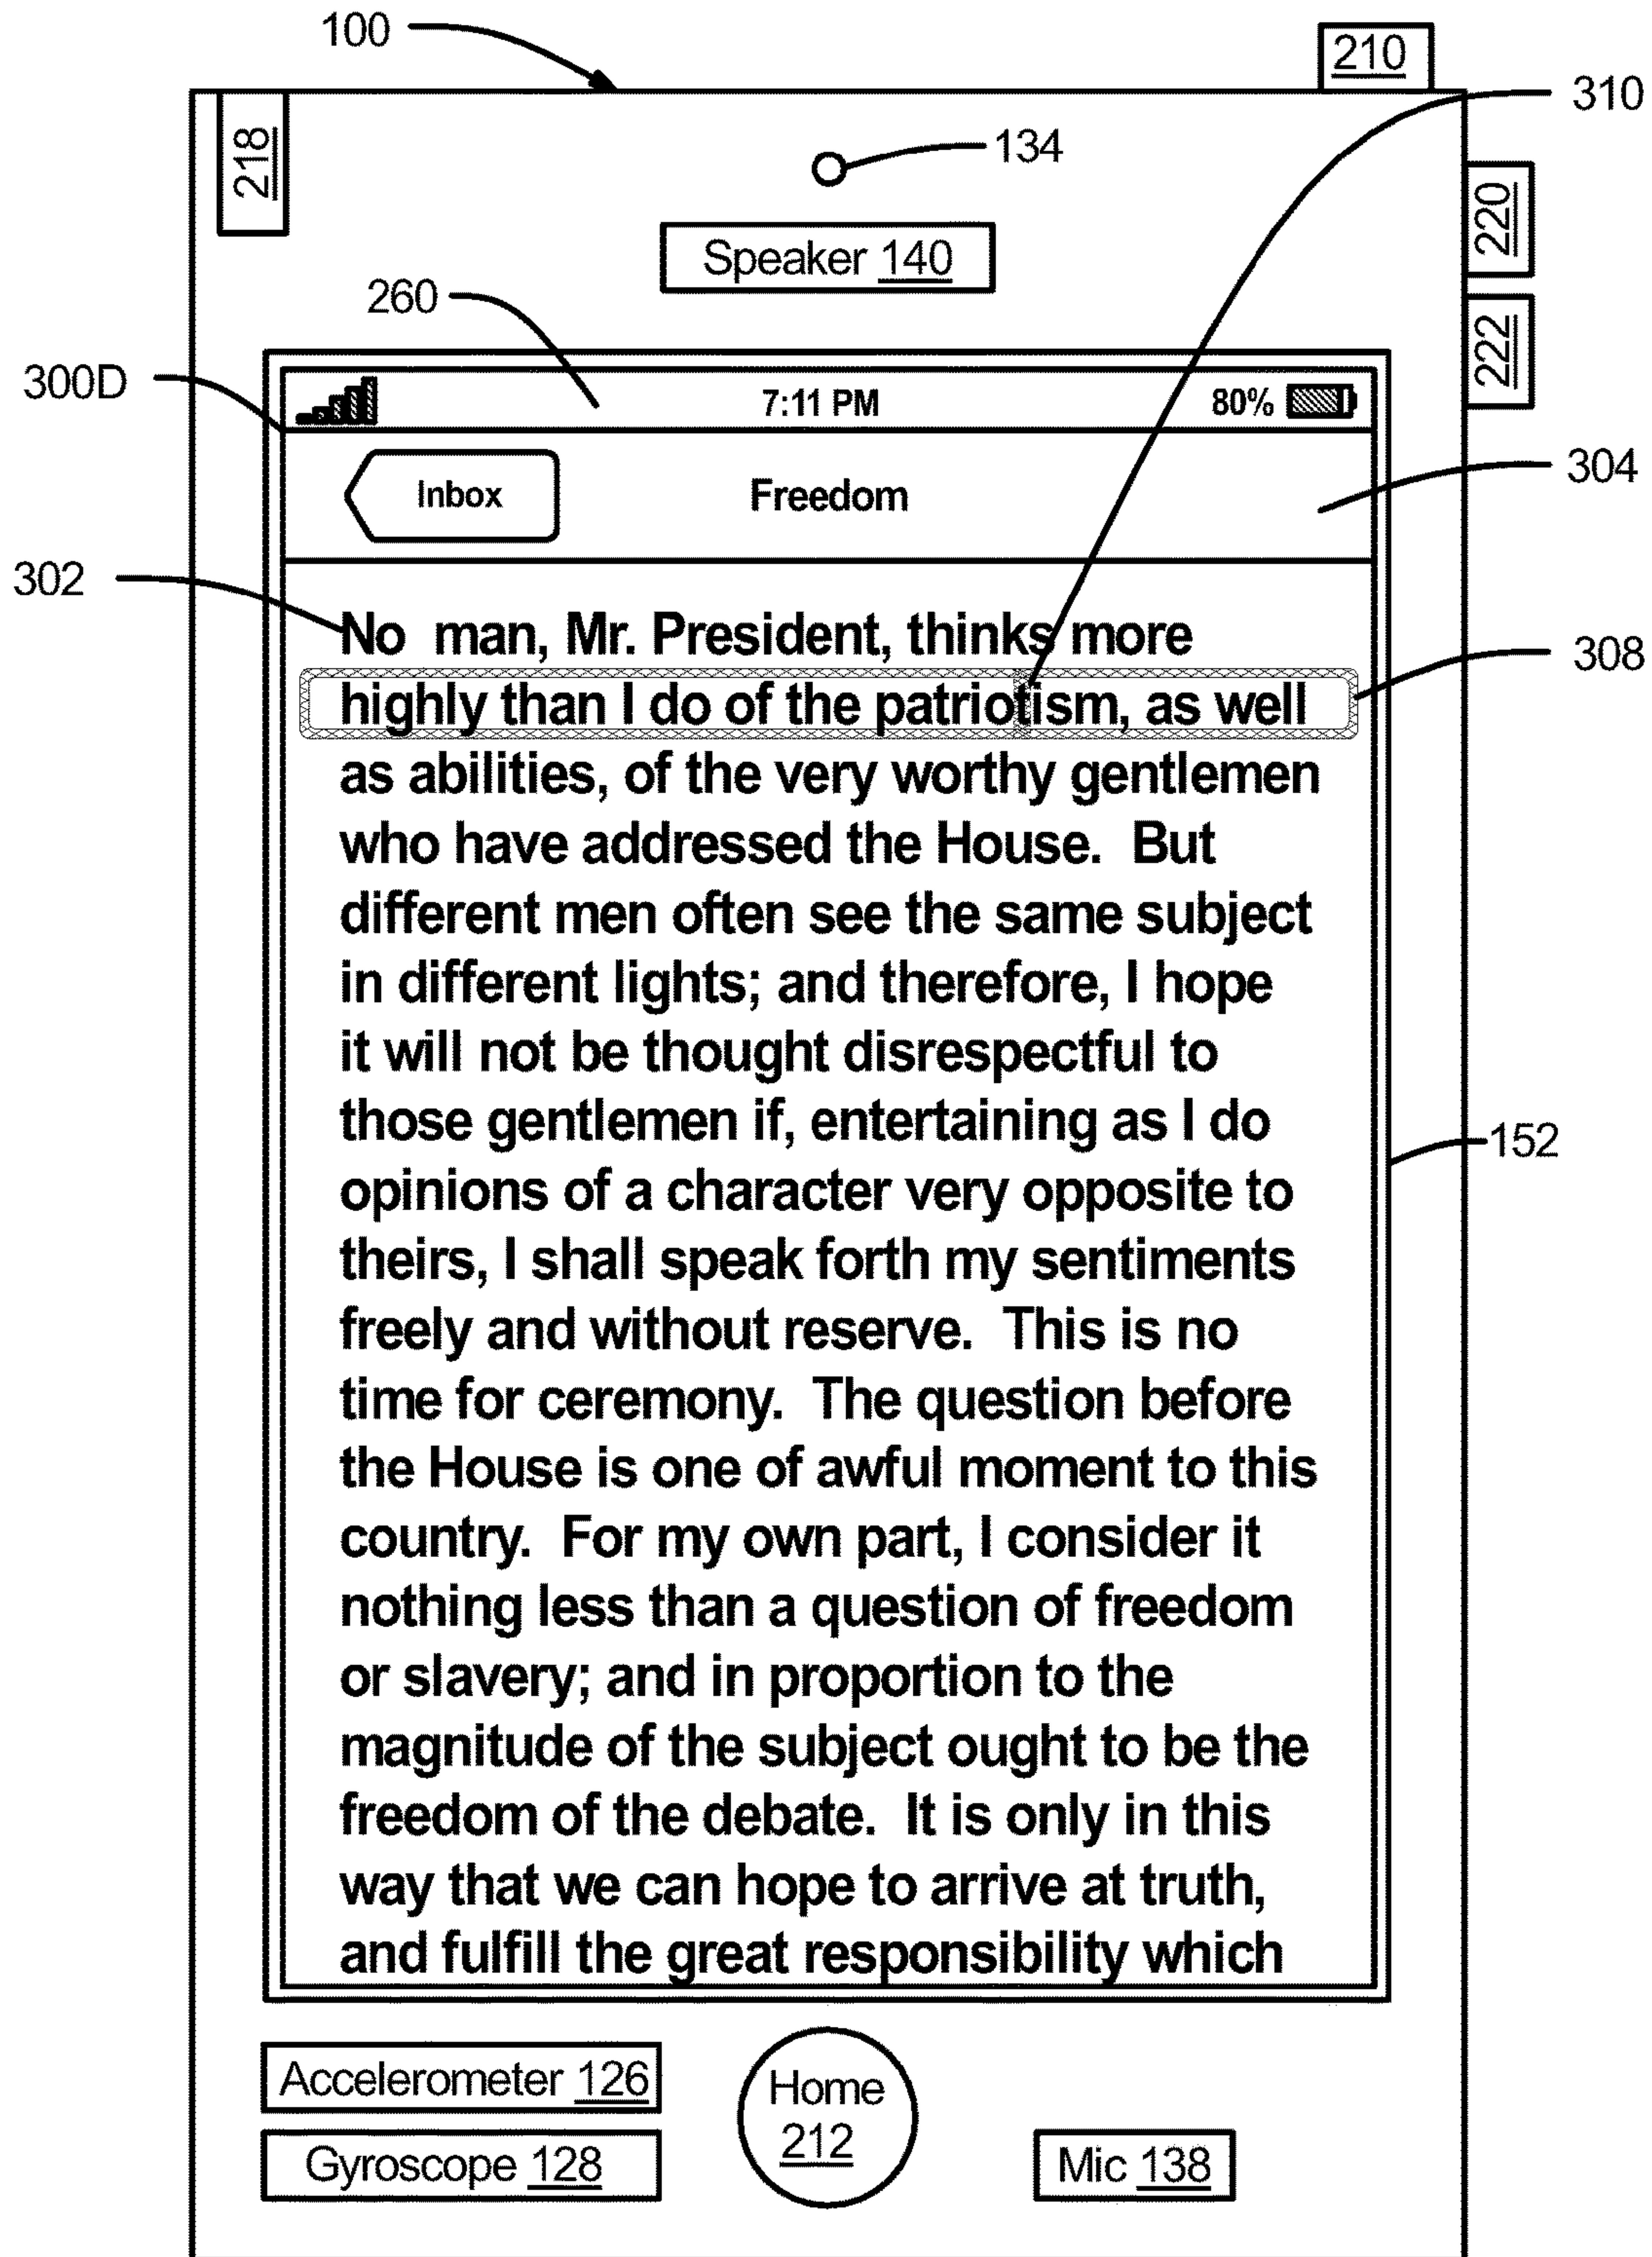 100
210
310
218
134
220
Speaker 140
260
222
300D
7:11 PM
80%
304
Inbox
Freedom
302
No man, Mr. President, thinks more
308
highly than I do of the patriotism, as well
as abilities, of the very worthy gentlemen
who have addressed the House. But
different men often see the same subject
in different lights; and therefore, I hope
it will not be thought disrespectful to
those gentlemen if, entertaining as I do
152
opinions of a character very opposite to
theirs, I shall speak forth my sentiments
freely and without reserve. This is no
time for ceremony. The question before
the House is one of awful moment to this
country. For my own part, I consider it
nothing less than a question of freedom
or slavery; and in proportion to the
magnitude of the subject ought to be the
freedom of the debate. It is only in this
way that we can hope to arrive at truth,
and fulfill the great responsibility which
Accelerometer 126
Home
212
Gyroscope 128
Mic 138